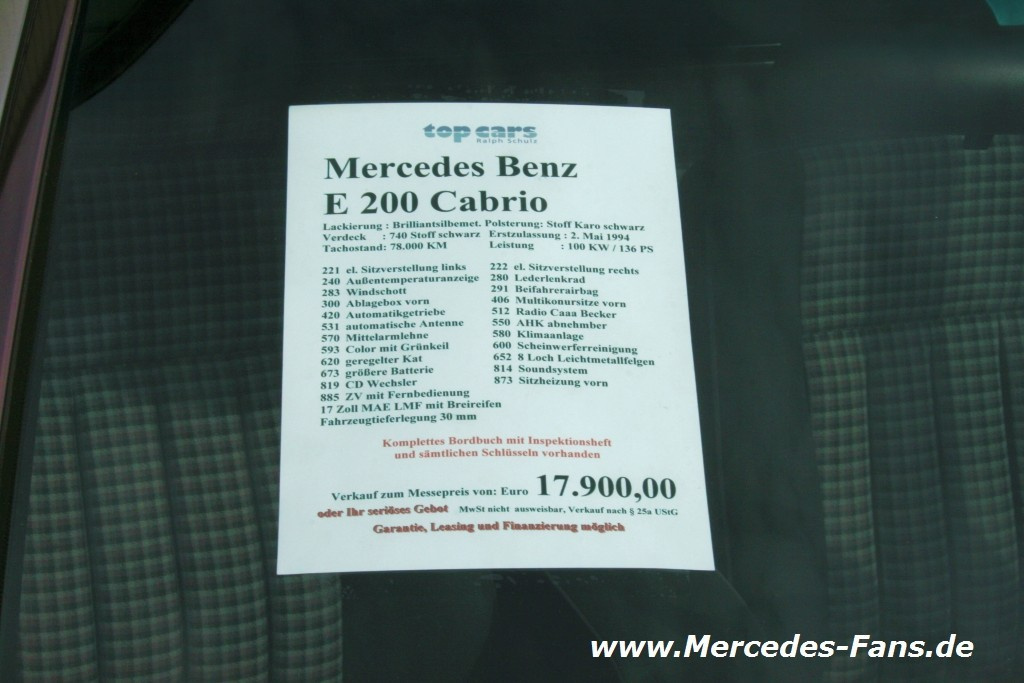 top cars
Ralph Schulz
Mercedes Benz
E 200 Cabrio
Lackierung : Brilliantsilbemet. Polsterung: Stoff Karo schwarz
Verdeck : 740 Stoff schwarz Erstzulassung : 2. Mai 1994
Tachostand: 78.000 KM Leistung : 100 KW / 136 PS
221 el. Sitzverstellung links 222 el. Sitzverstellung rechts
240 Außentemperaturanzeige 280 Lederlenkrad
283 Windschott 291 Beifahrerairbag
300 Ablagebox vorn 406 Multikonursitze vorn
420 Automatikgetriebe 512 Radio Caaa Becker
531 automatische Antenne 550 AHK abnehmber
570 Mittelarmlehne 580 Klimaanlage
593 Color mit Grünkeil 600 Scheinwerferreinigung
620 geregelter Kat 652 8 Loch Leichtmetallfelgen
673 größere Batterie 814 Soundsystem
819 CD Wechsler 873 Sitzheizung vorn
885 ZV mit Fernbedienung
17 Zoll MAE LMF mit Breireifen
Fahrzeugtieferlegung 30 mm
Komplettes Bordbuch mit Inspektionsheft
und sämtlichen Schlüsseln vorhanden
Verkauf zum Messepreis von: Euro 17.900,00
oder Ihr seriöses Gebot MwSt nicht ausweisbar, Verkauf nach § 25a UStG
Garantie, Leasing und Finanzierung möglich
www.Mercedes-Fans.de